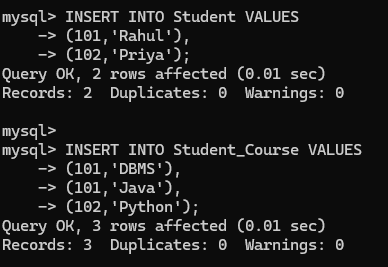 mysql> INSERT INTO Student VALUES
    -> (101,'Rahul'),
    -> (102,'Priya');
Query OK, 2 rows affected (0.01 sec)
Records: 2  Duplicates: 0  Warnings: 0

mysql>
mysql> INSERT INTO Student_Course VALUES
    -> (101,'DBMS'),
    -> (101,'Java'),
    -> (102,'Python');
Query OK, 3 rows affected (0.01 sec)
Records: 3  Duplicates: 0  Warnings: 0